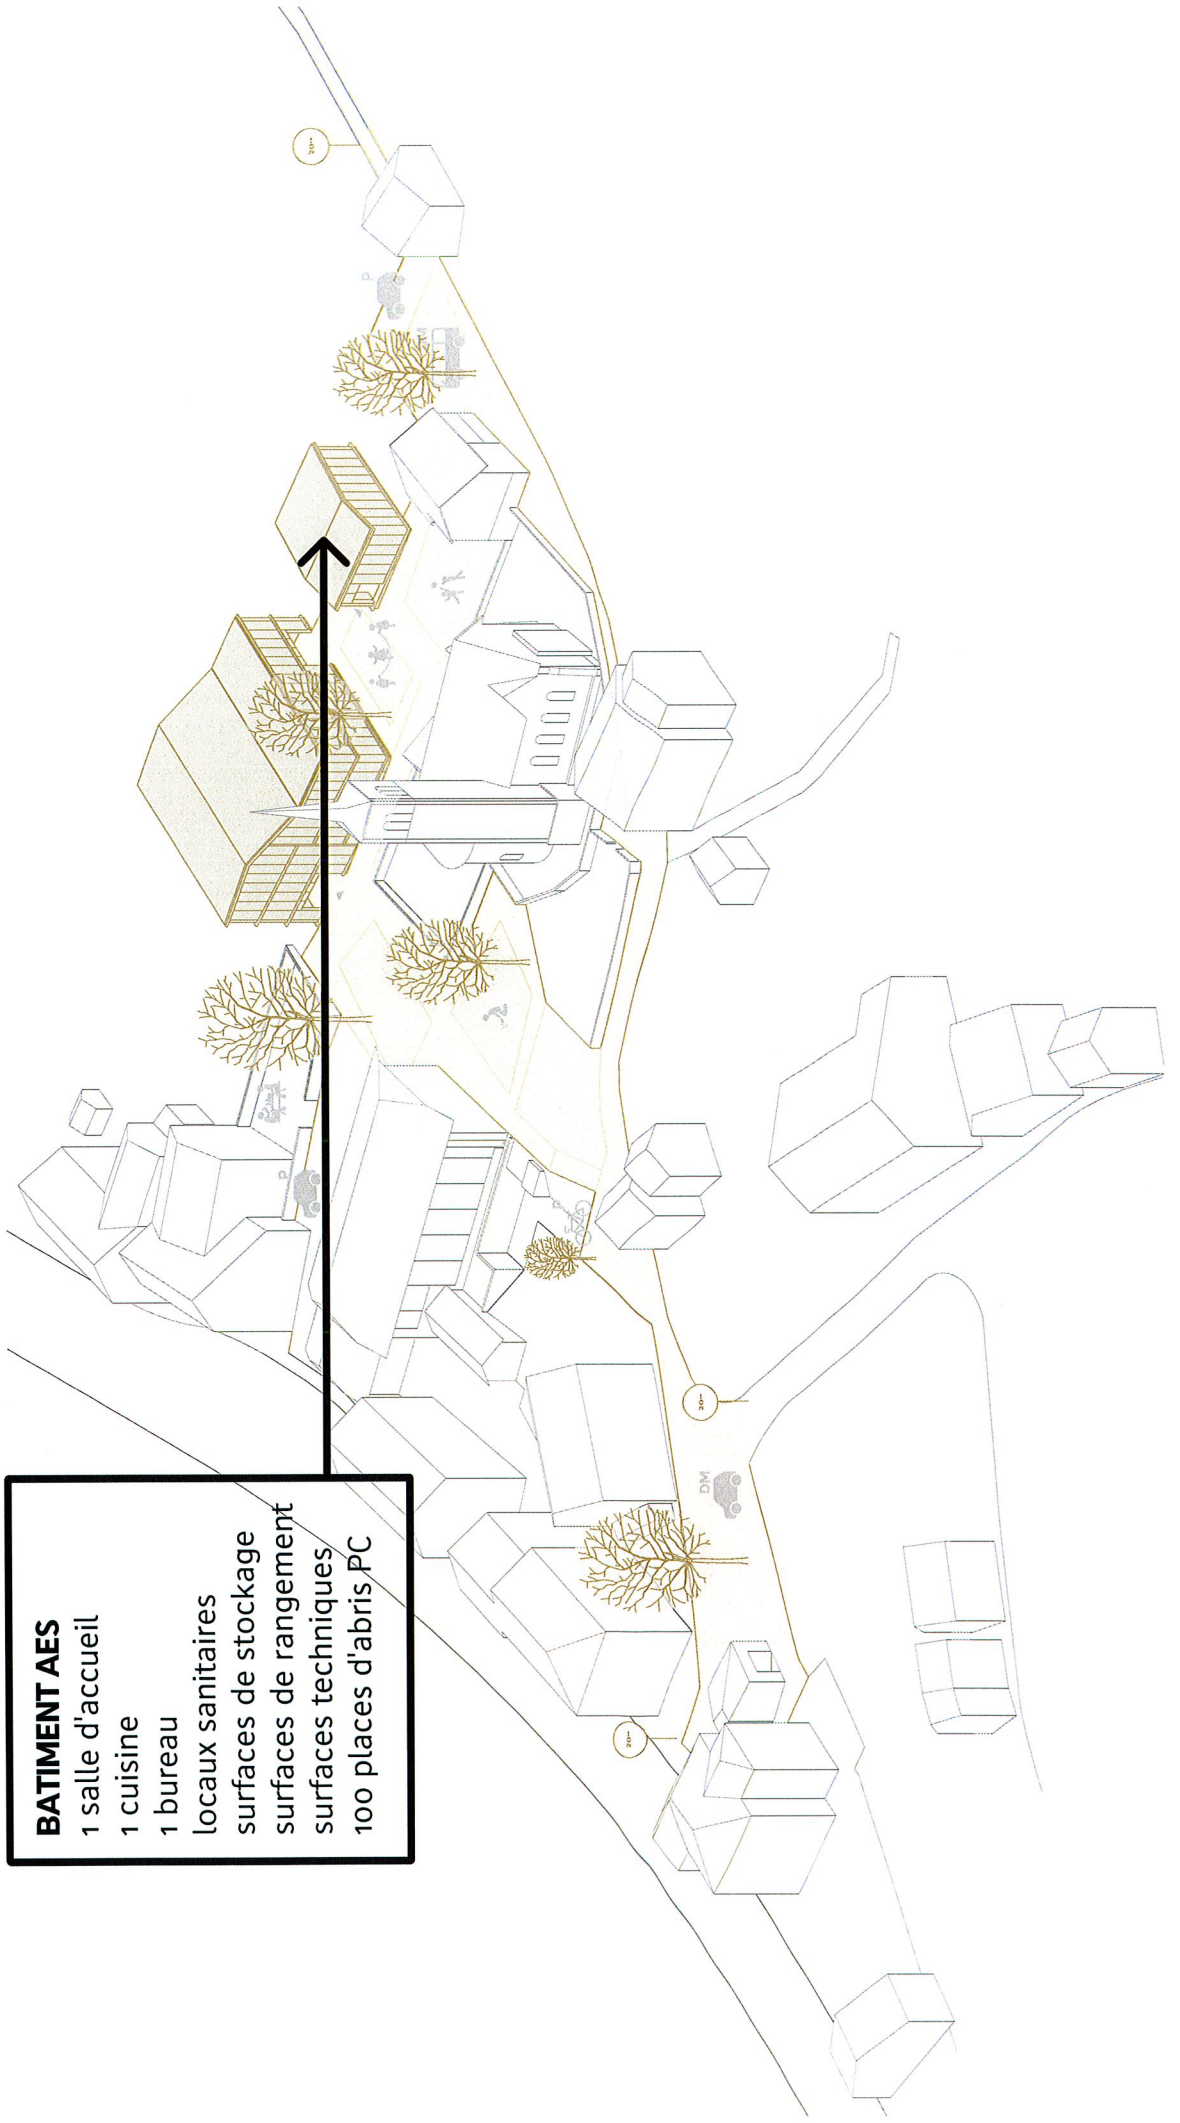 BATIMENT AES
1 salle d'accueil
1 cuisine
1 bureau
locaux sanitaires
surfaces de stockage
surfaces de rangement
surfaces techniques
100 places d'abris PC
P
P
P
DM